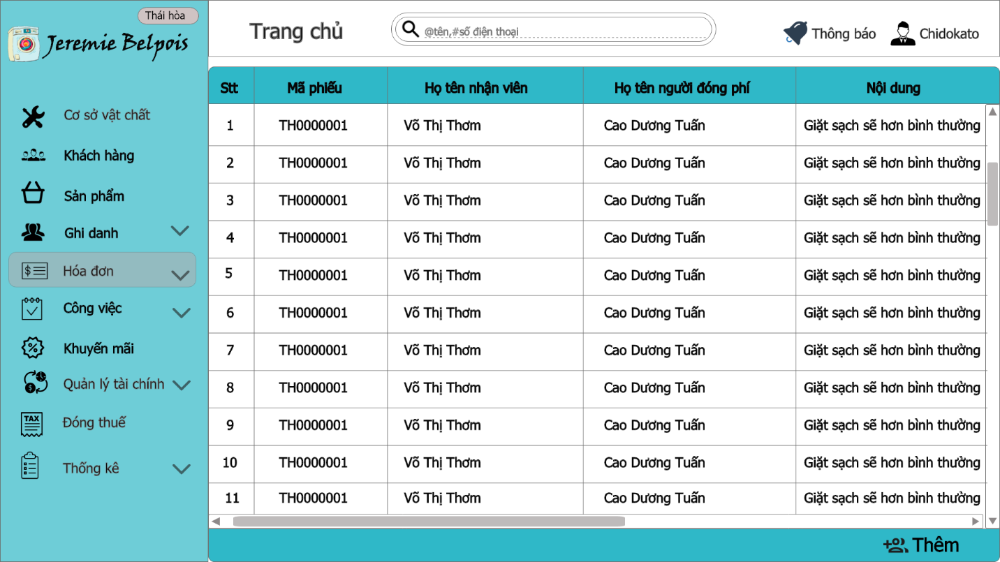 Thái hòa
Jeremie Belpois
Trang chủ
@tên,#số điện thoại
Thông báo
Chidokato
Cơ sở vật chất
Khách hàng
Sản phẩm
Ghi danh
$
Hóa đơn
Công việc
%
Khuyến mãi
$
Quản lý tài chính
TAX
Đóng thuế
Thống kê
Stt Mã phiếu Họ tên nhận viên Họ tên người đóng phí Nội dung
1 TH0000001 Võ Thị Thơm Cao Dương Tuấn Giặt sạch sẽ hơn bình thường
2 TH0000001 Võ Thị Thơm Cao Dương Tuấn Giặt sạch sẽ hơn bình thường
3 TH0000001 Võ Thị Thơm Cao Dương Tuấn Giặt sạch sẽ hơn bình thường
4 TH0000001 Võ Thị Thơm Cao Dương Tuấn Giặt sạch sẽ hơn bình thường
5 TH0000001 Võ Thị Thơm Cao Dương Tuấn Giặt sạch sẽ hơn bình thường
6 TH0000001 Võ Thị Thơm Cao Dương Tuấn Giặt sạch sẽ hơn bình thường
7 TH0000001 Võ Thị Thơm Cao Dương Tuấn Giặt sạch sẽ hơn bình thường
8 TH0000001 Võ Thị Thơm Cao Dương Tuấn Giặt sạch sẽ hơn bình thường
9 TH0000001 Võ Thị Thơm Cao Dương Tuấn Giặt sạch sẽ hơn bình thường
10 TH0000001 Võ Thị Thơm Cao Dương Tuấn Giặt sạch sẽ hơn bình thường
11 TH0000001 Võ Thị Thơm Cao Dương Tuấn Giặt sạch sẽ hơn bình thường
Thêm